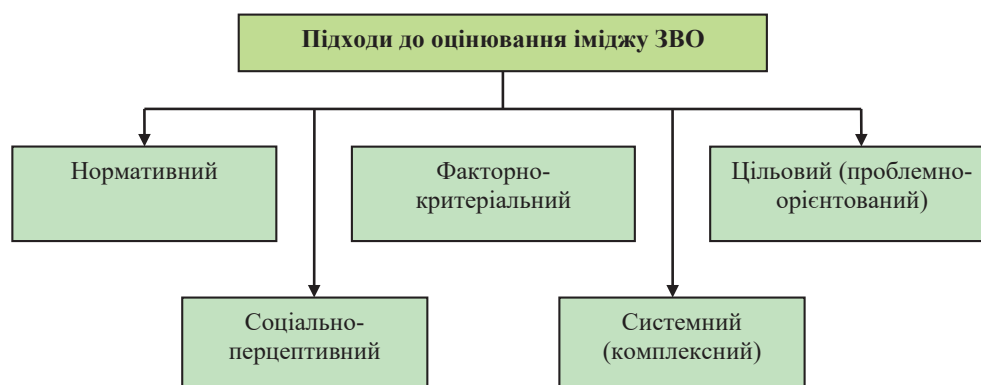 Підходи до оцінювання іміджу ЗВО
Нормативний
Факторно-
критеріальний
Цільовий (проблемно-
орієнтований)
Соціально-
перцептивний
Системний
(комплексний)